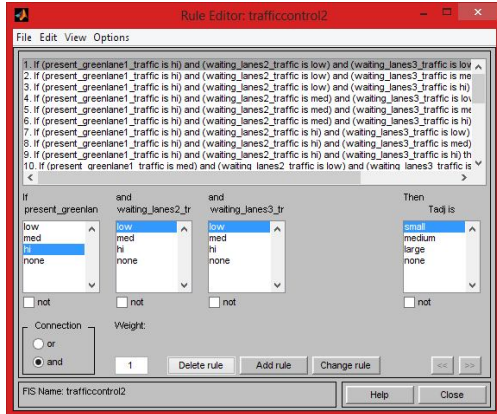 Rule Editor: trafficcontrol2
File Edit View Options
1. If (present_greenlane1_traffic is hi) and (waiting_lanes2_traffic is low) and (waiting_lanes3_traffic is low
2. If (present_greenlane1_traffic is hi) and (waiting_lanes2_traffic is low) and (waiting_lanes3_traffic is me
3. If (present_greenlane1_traffic is hi) and (waiting_lanes2_traffic is low) and (waiting_lanes3_traffic is hi)
4. If (present_greenlane1_traffic is hi) and (waiting_lanes2_traffic is med) and (waiting_lanes3_traffic is lov
5. If (present_greenlane1_traffic is hi) and (waiting_lanes2_traffic is med) and (waiting_lanes3_traffic is me
6. If (present_greenlane1_traffic is hi) and (waiting_lanes2_traffic is med) and (waiting_lanes3_traffic is hi)
7. If (present_greenlane1_traffic is hi) and (waiting_lanes2_traffic is hi) and (waiting_lanes3_traffic is low)
8. If (present_greenlane1_traffic is hi) and (waiting_lanes2_traffic is hi) and (waiting_lanes3_traffic is med)
9. If (present_greenlane1_traffic is hi) and (waiting_lanes2_traffic is hi) and (waiting_lanes3_traffic is hi) th
10. If (present_greenlane1_traffic is med) and (waiting_lanes2_traffic is low) and (waiting_lanes3_traffic is
If and and Then
present_greenlan waiting_lanes2_tr waiting_lanes3_tr Tadj is
low low low small
med med med medium
hi hi hi large
none none none none
not not not not
Connection Weight:
or
and 1 Delete rule Add rule Change rule << >>
FIS Name: trafficcontrol2 Help Close